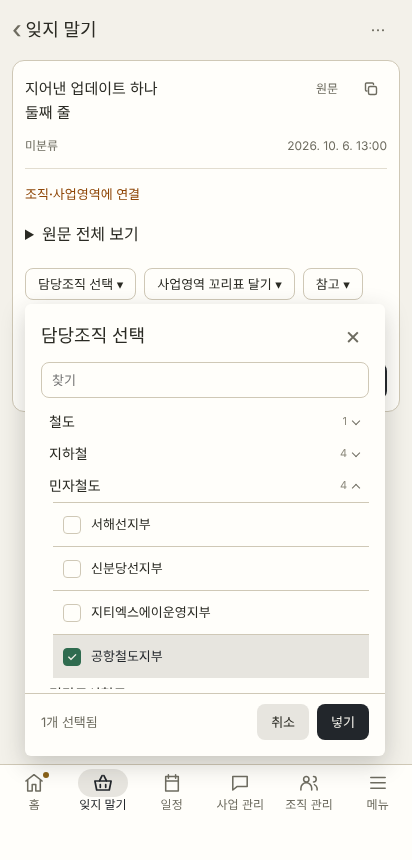 잊지 말기
지어낸 업데이트 하나
원문
둘째 줄
미분류
2026. 10. 6. 13:00
조직·사업영역에 연결
▶ 원문 전체 보기
담당조직 선택 ▾
사업영역 꼬리표 달기 ▾
참고 ▾
담당조직 선택
찾기
철도 1
지하철 4
민자철도 4
서해선지부
신분당선지부
지티엑스에이운영지부
공항철도지부
1개 선택됨
취소
넣기
홈
잊지 말기
일정
사업 관리
조직 관리
메뉴